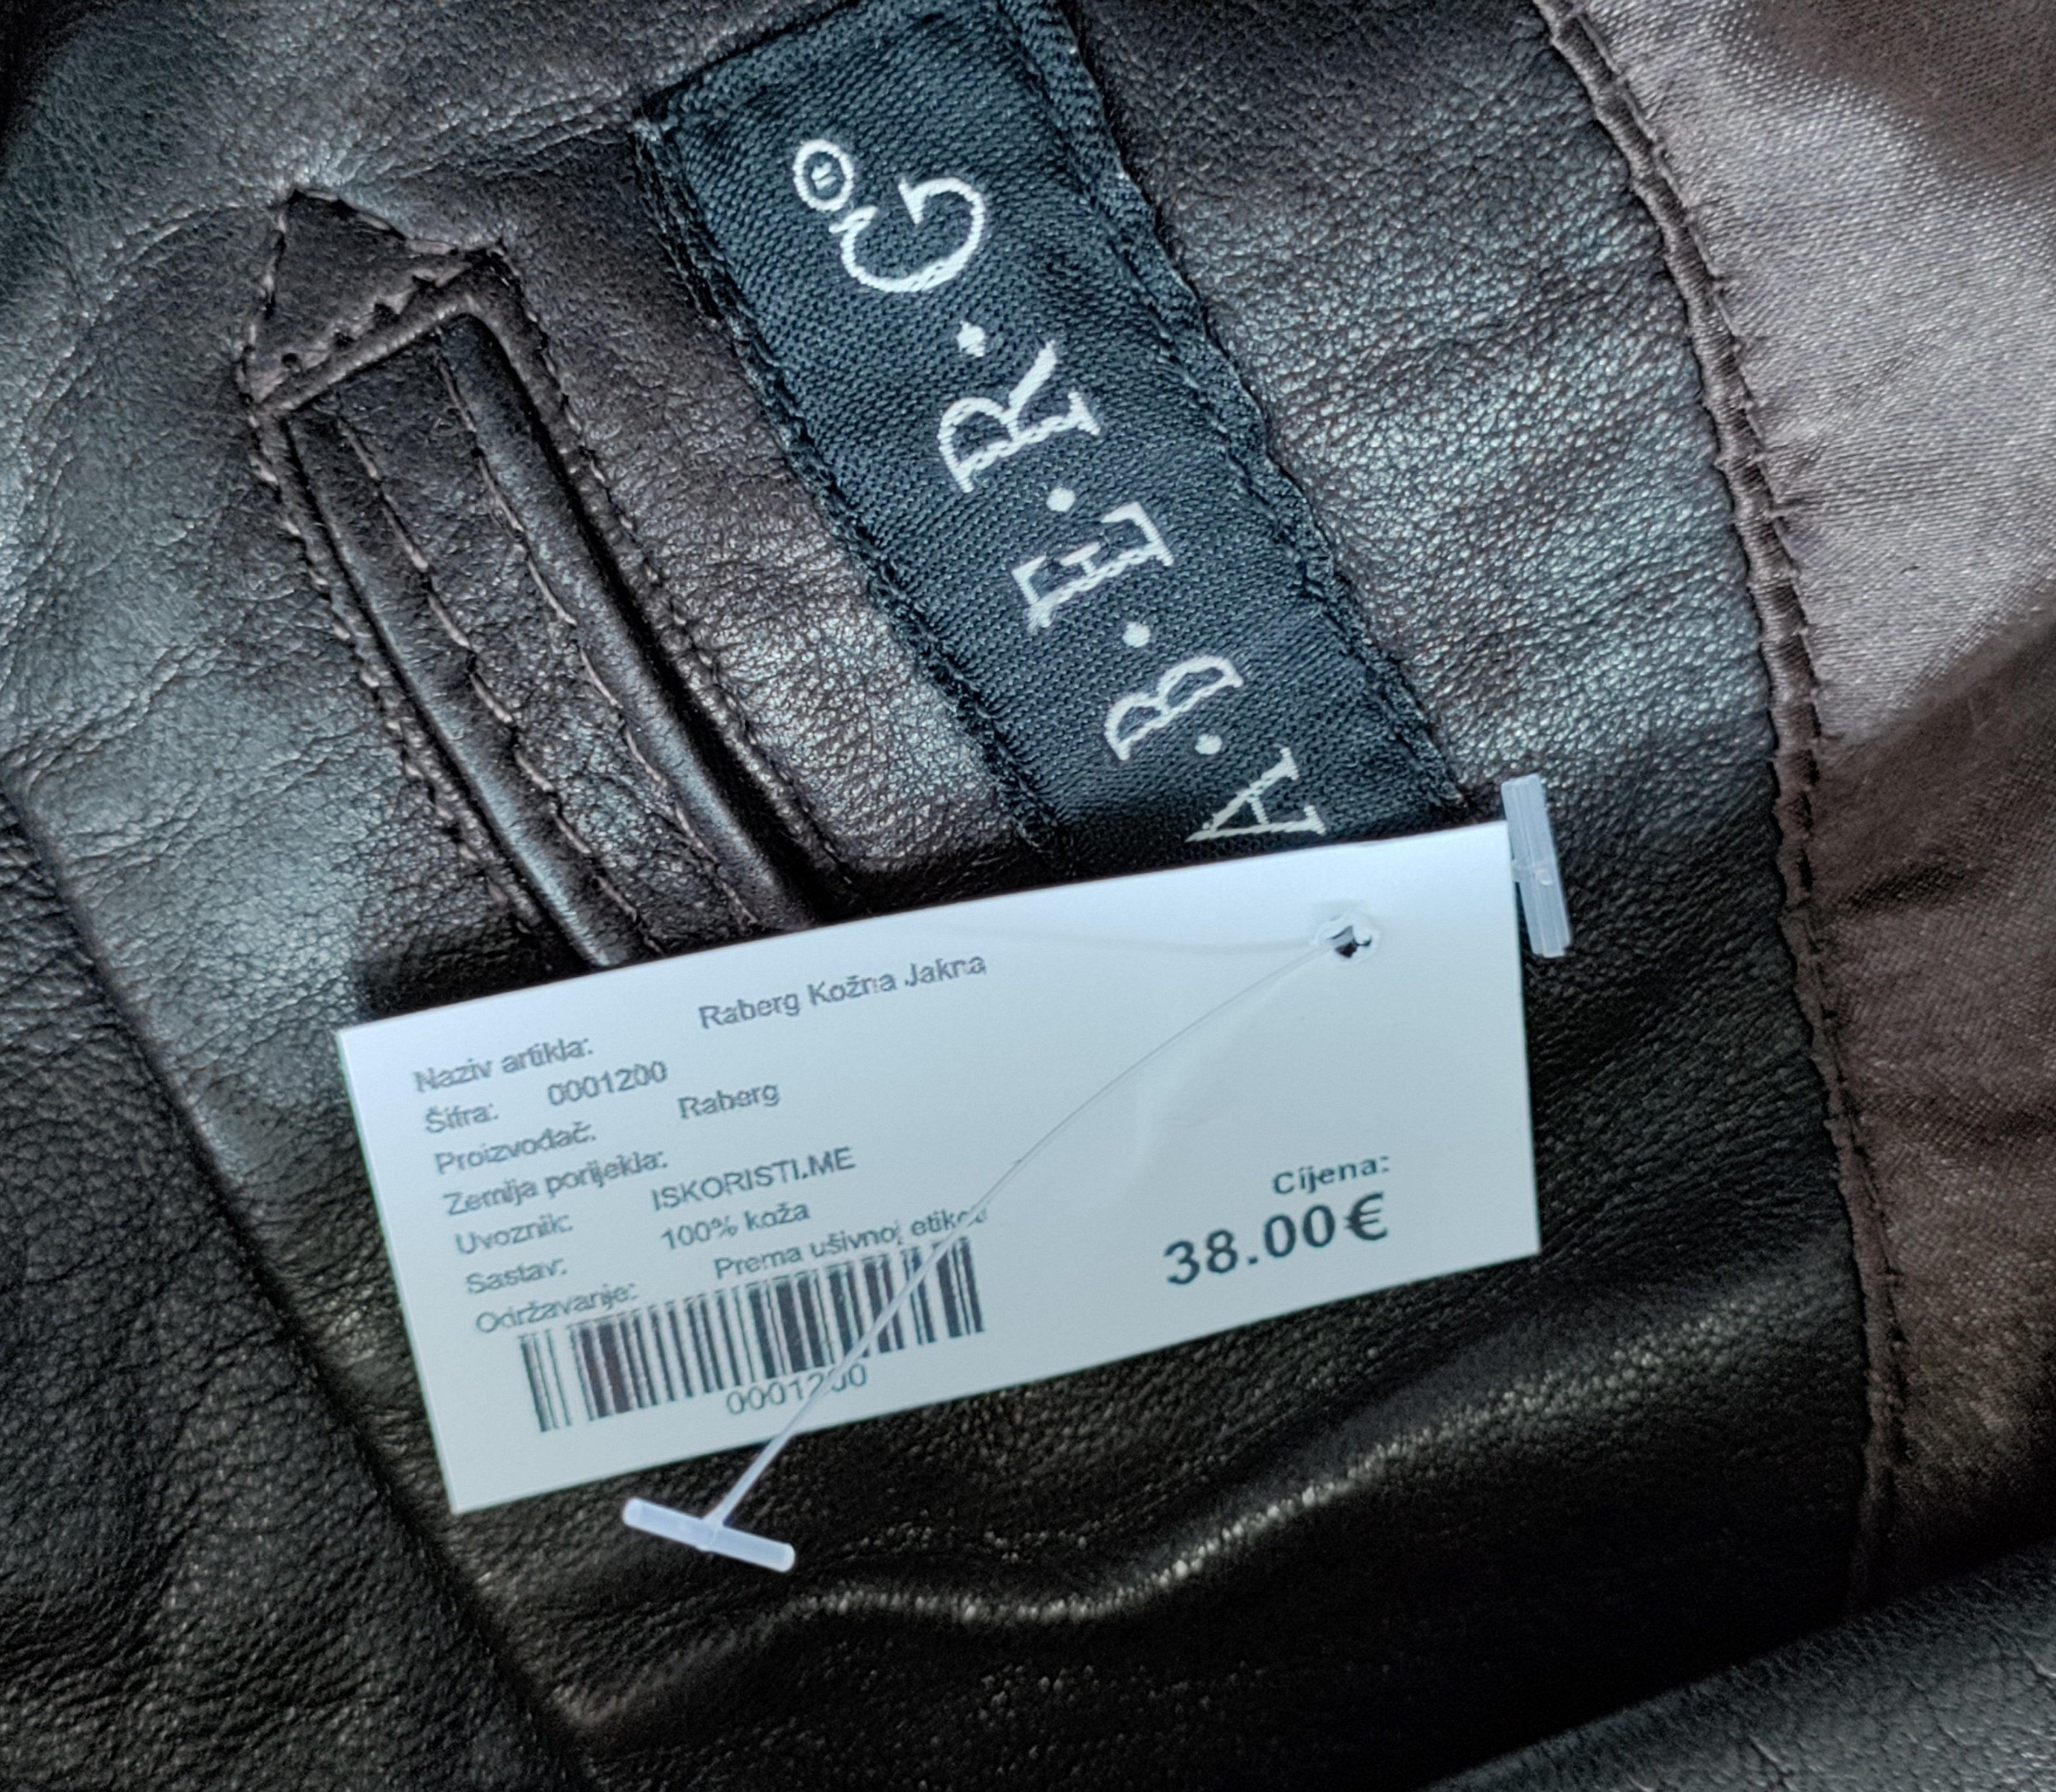 A·B·E·R·G®
Naziv artikla: Raberg Kožna Jakna
Šifra: 0001200
Proizvođač: Raberg
Zemlja porijekla:
Uvoznik: ISKORISTI.ME
Sastav: 100% koža
Održavanje: Prema ušivnoj
0001200
Cijena:
38.00€